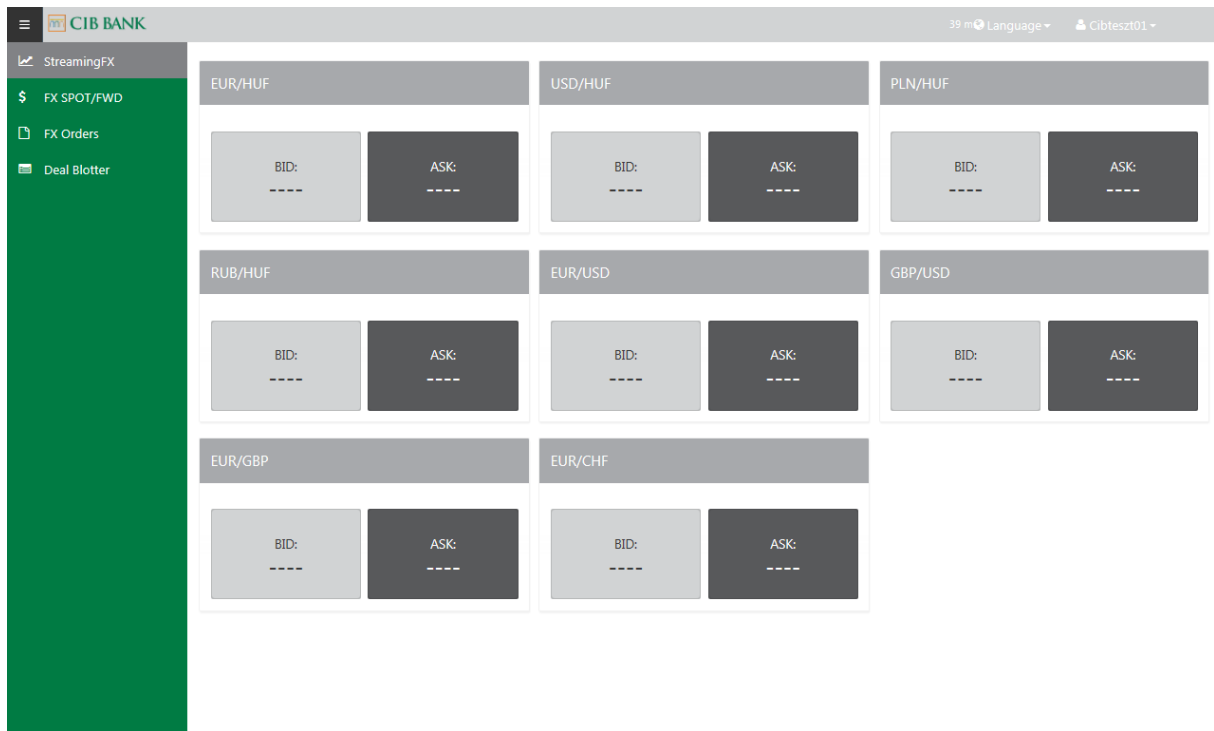 CIB BANK
39 m Language Cibteszt01
StreamingFX
FX SPOT/FWD
FX Orders
Deal Blotter
EUR/HUF
BID:
----
ASK:
----
USD/HUF
BID:
----
ASK:
----
PLN/HUF
BID:
----
ASK:
----
RUB/HUF
BID:
----
ASK:
----
EUR/USD
BID:
----
ASK:
----
GBP/USD
BID:
----
ASK:
----
EUR/GBP
BID:
----
ASK:
----
EUR/CHF
BID:
----
ASK:
----